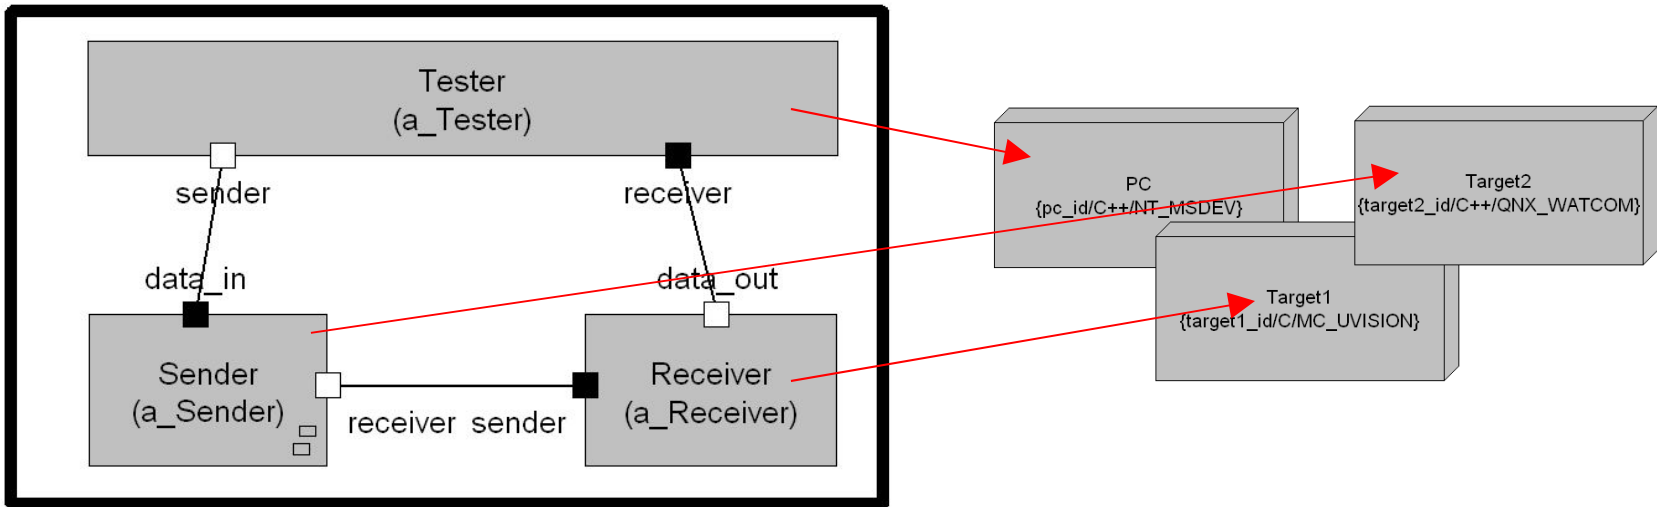 Tester
(a_Tester)
sender
receiver
data_in
data_out
Sender
(a_Sender)
receiver
sender
Receiver
(a_Receiver)
PC
{pc_id/C++/NT_MSDEV}
Target2
{target2_id/C++/QNX_WATCOM}
Target1
{target1_id/C/MC_UVISION}